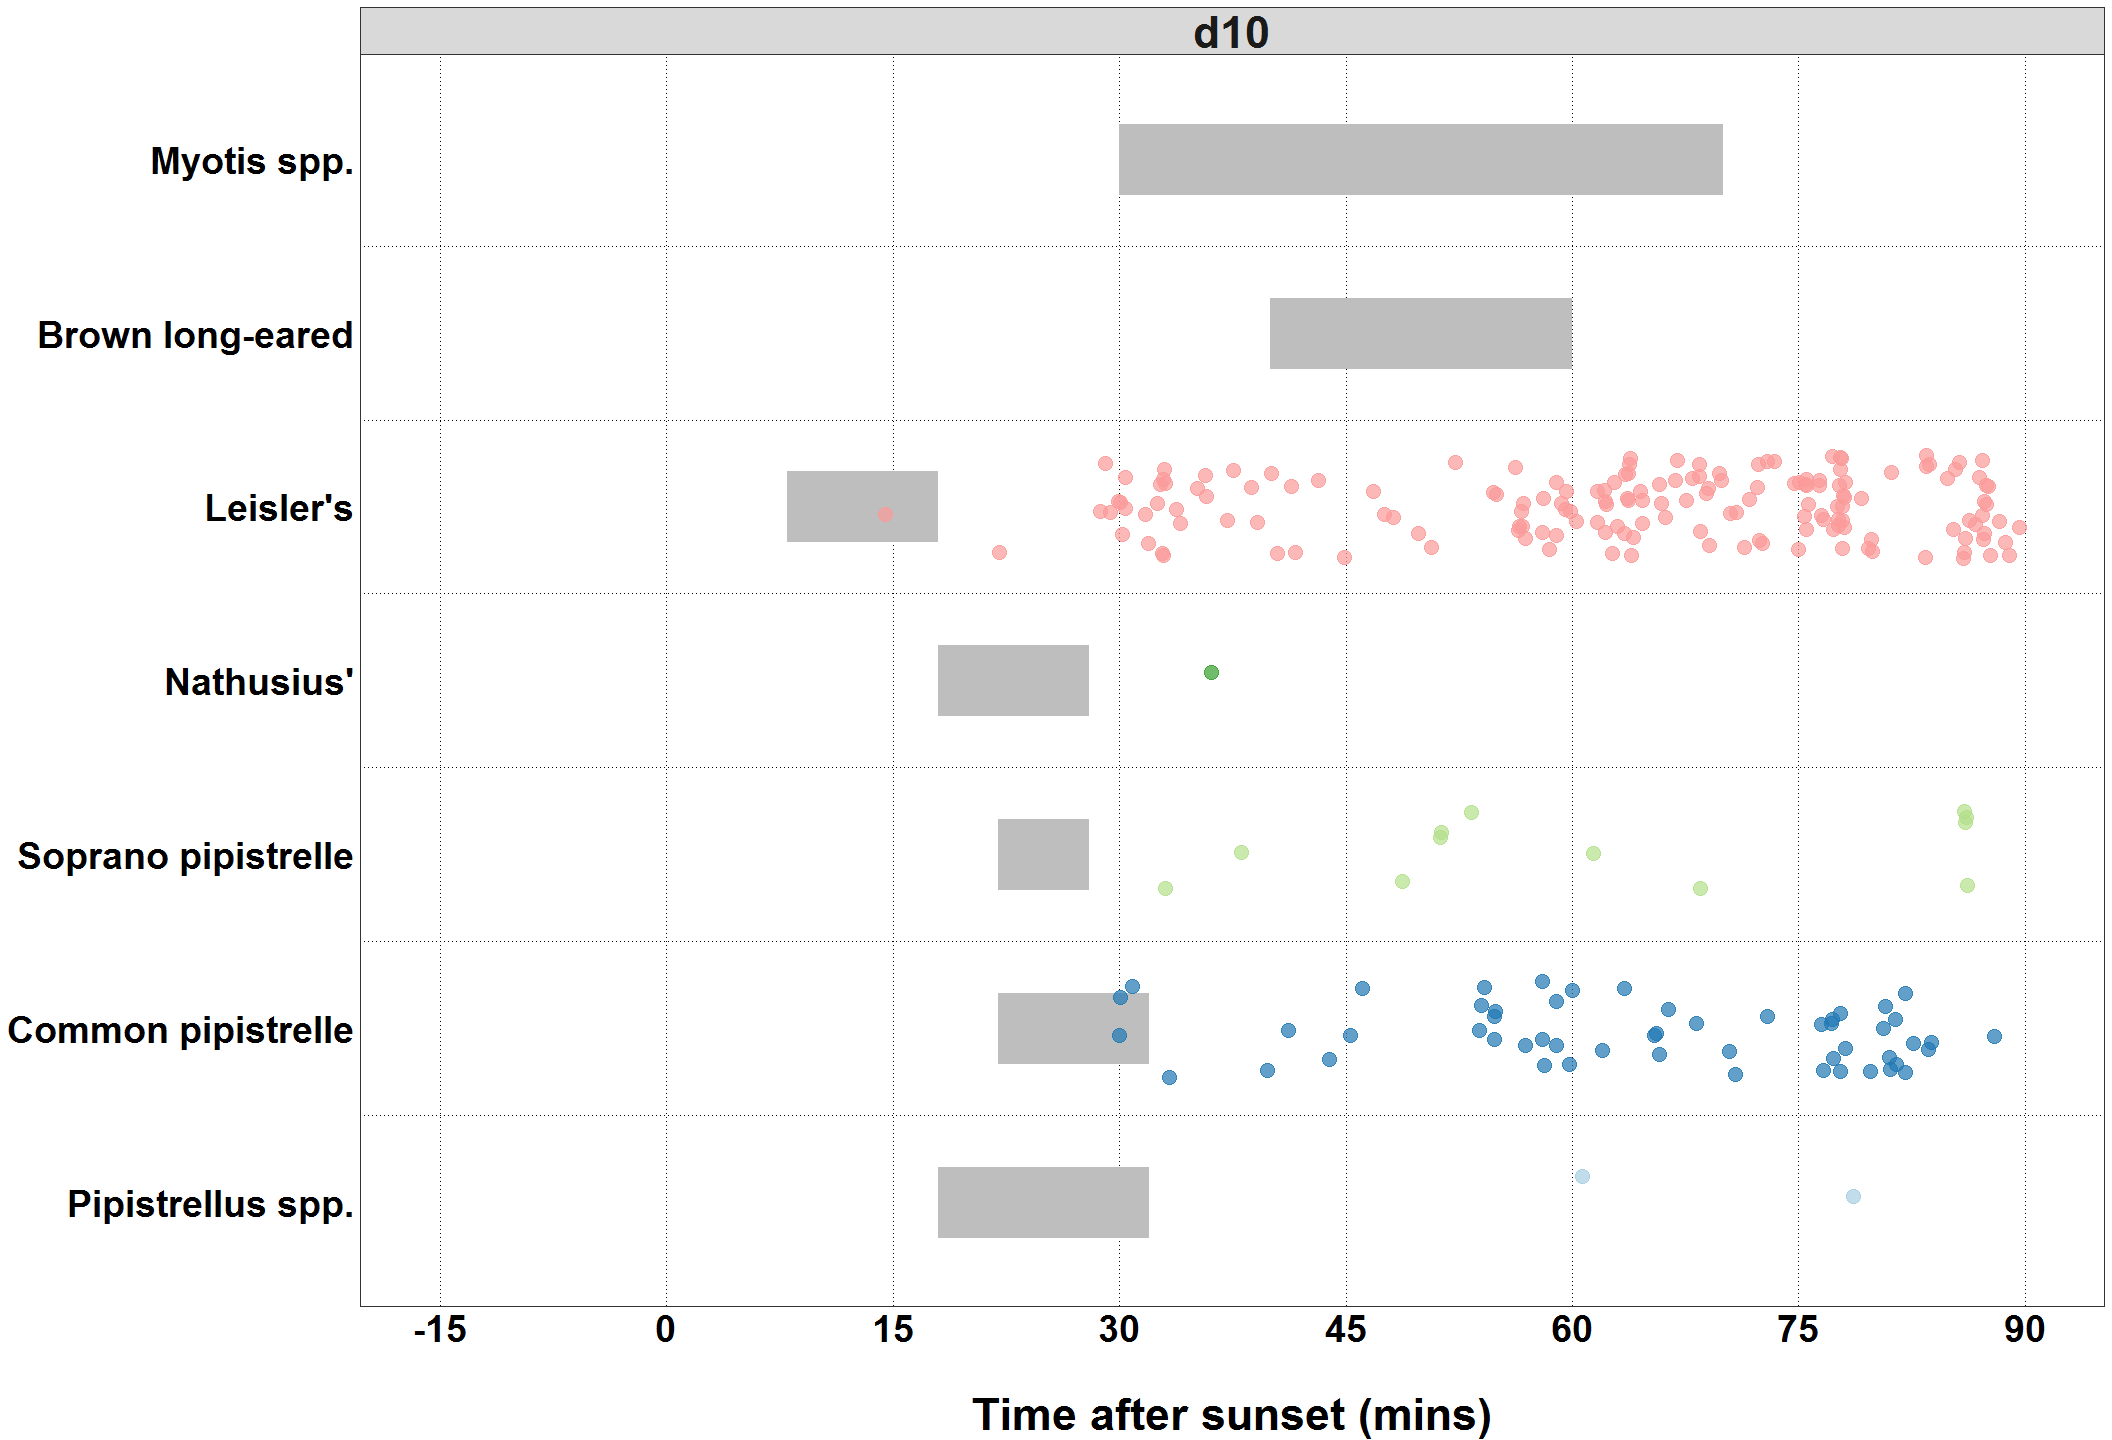 d10
Myotis spp.
Brown long-eared
Leisler's
Nathusius'
Soprano pipistrelle
Common pipistrelle
Pipistrellus spp.
-15 0 15 30 45 60 75 90
Time after sunset (mins)